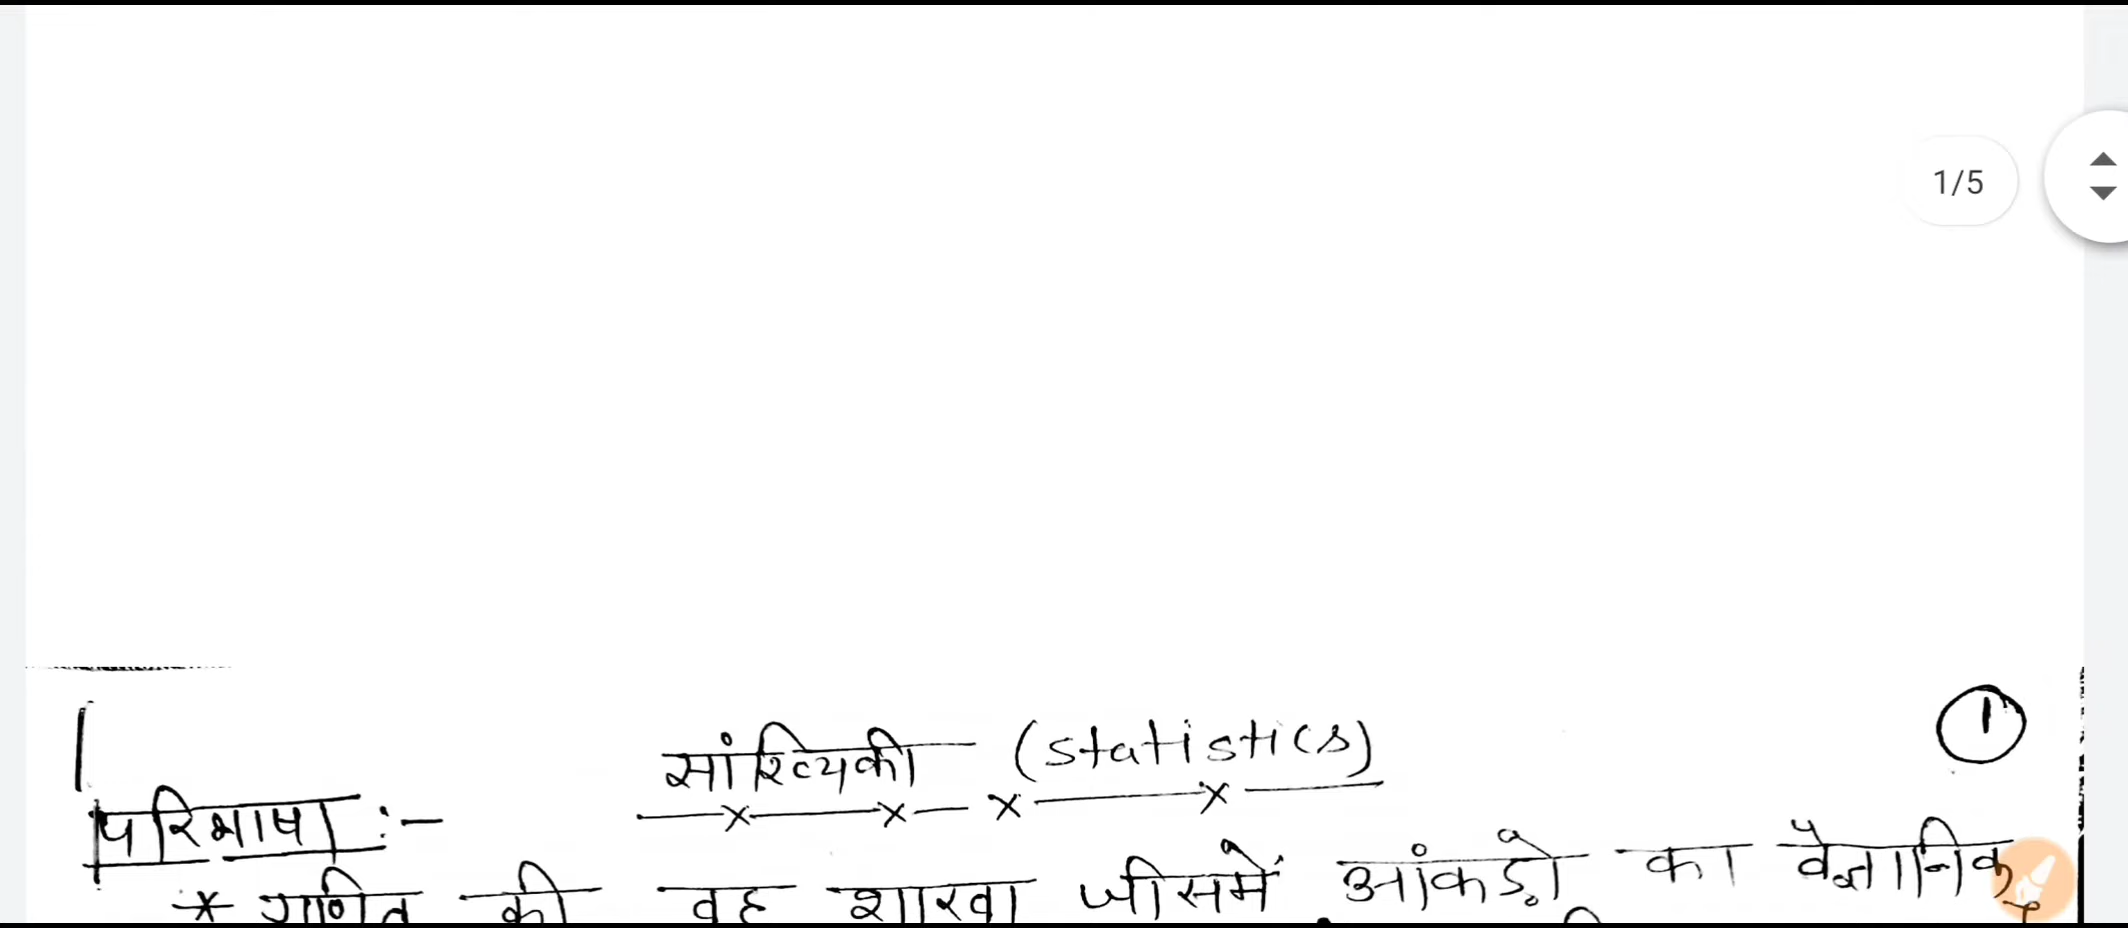 1/5
1
सांख्यिकी (statistics)
परिभाषा :-
* गणित की वह शाखा जीसमें आंकड़ो का वैज्ञानिक